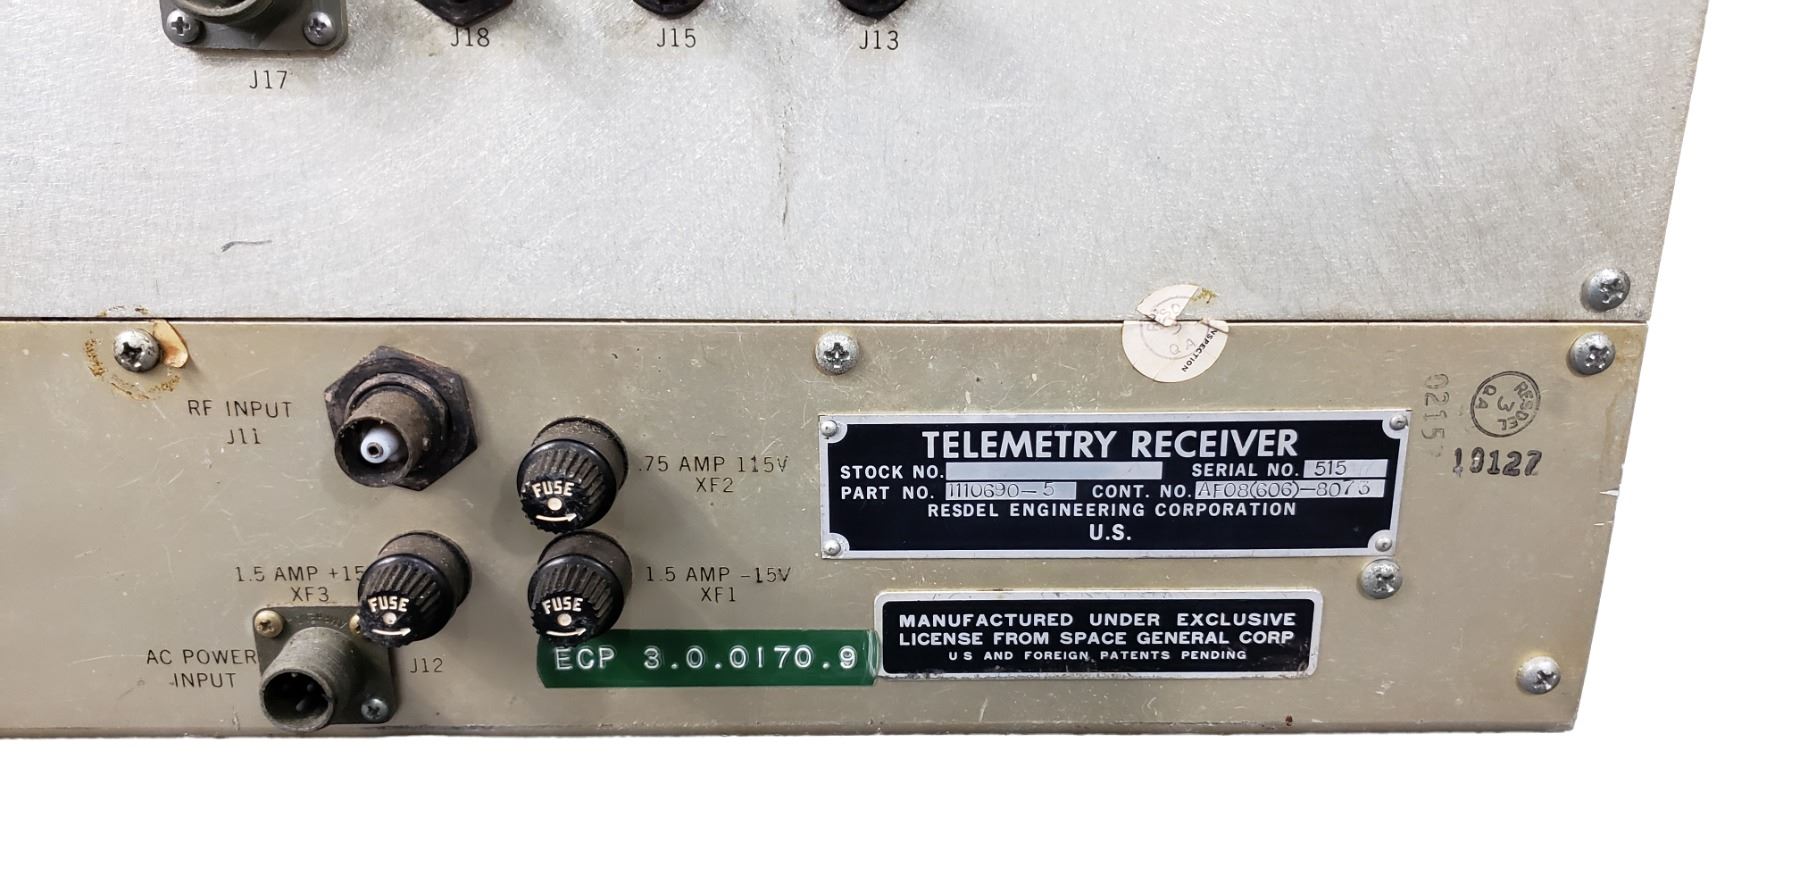 J17
J18
J15
J13
RF INPUT
J11
.75 AMP 115V
XF2
FUSE
1.5 AMP +15
XF3
FUSE
1.5 AMP -15V
XF1
FUSE
AC POWER
INPUT
J12
ECP 3.0.0170.9
QA
INSPECTION
TELEMETRY RECEIVER
STOCK NO.
SERIAL NO. 515
PART NO. 1110690-5 CONT. NO. AF08(606)-8073
RESDEL ENGINEERING CORPORATION
U.S.
MANUFACTURED UNDER EXCLUSIVE
LICENSE FROM SPACE GENERAL CORP
US AND FOREIGN PATENTS PENDING
RESDEL
3
QA
10127